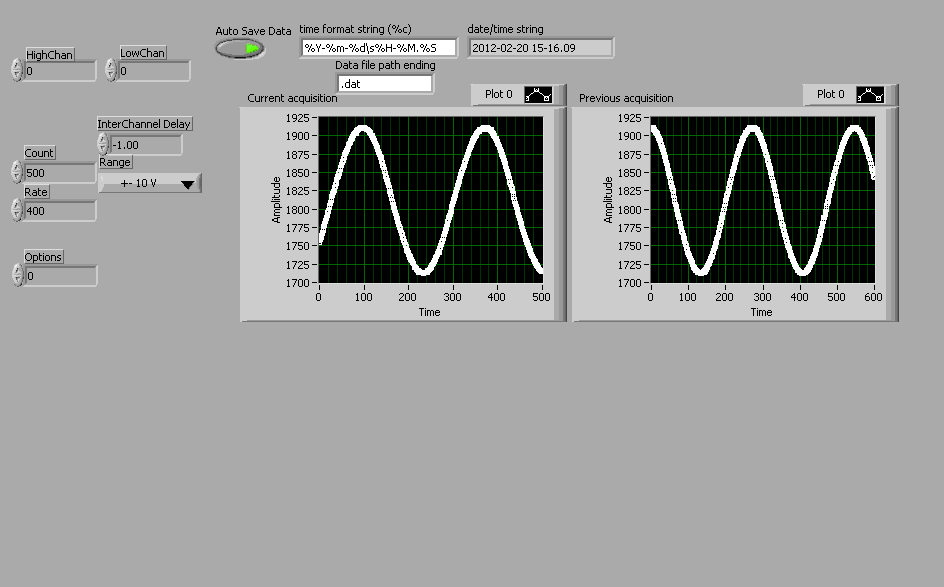 Auto Save Data
time format string (%c)
%Y-%m-%d\s%H-%M.%S
date/time string
2012-02-20 15-16.09
HighChan
0
LowChan
0
Data file path ending
.dat
InterChannel Delay
-1.00
Count
500
Range
+- 10 V
Rate
400
Options
0
Current acquisition
Plot 0
1925
1900
1875
1850
1825
1800
1775
1750
1725
1700
Amplitude
0 100 200 300 400 500
Time
Previous acquisition
Plot 0
1925
1900
1875
1850
1825
1800
1775
1750
1725
1700
Amplitude
0 100 200 300 400 500 600
Time